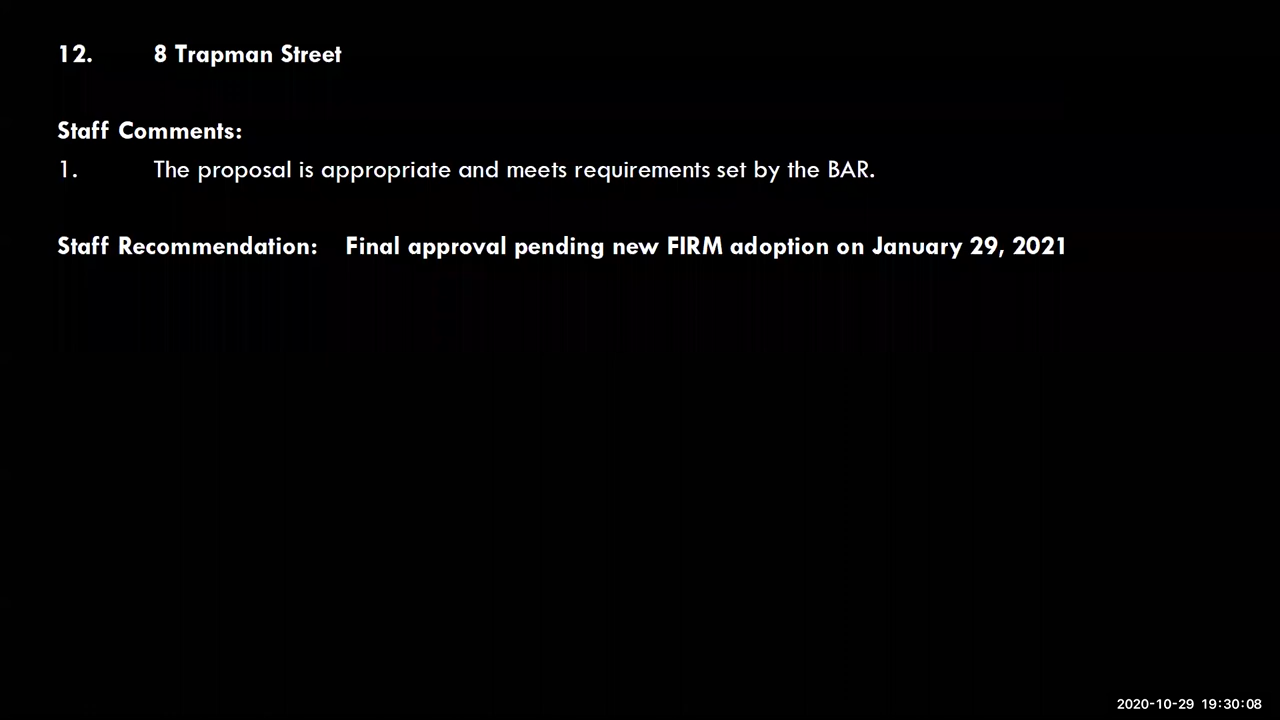 12. 8 Trapman Street
Staff Comments:
1. The proposal is appropriate and meets requirements set by the BAR.
Staff Recommendation: Final approval pending new FIRM adoption on January 29, 2021
2020-10-29 19:30:08